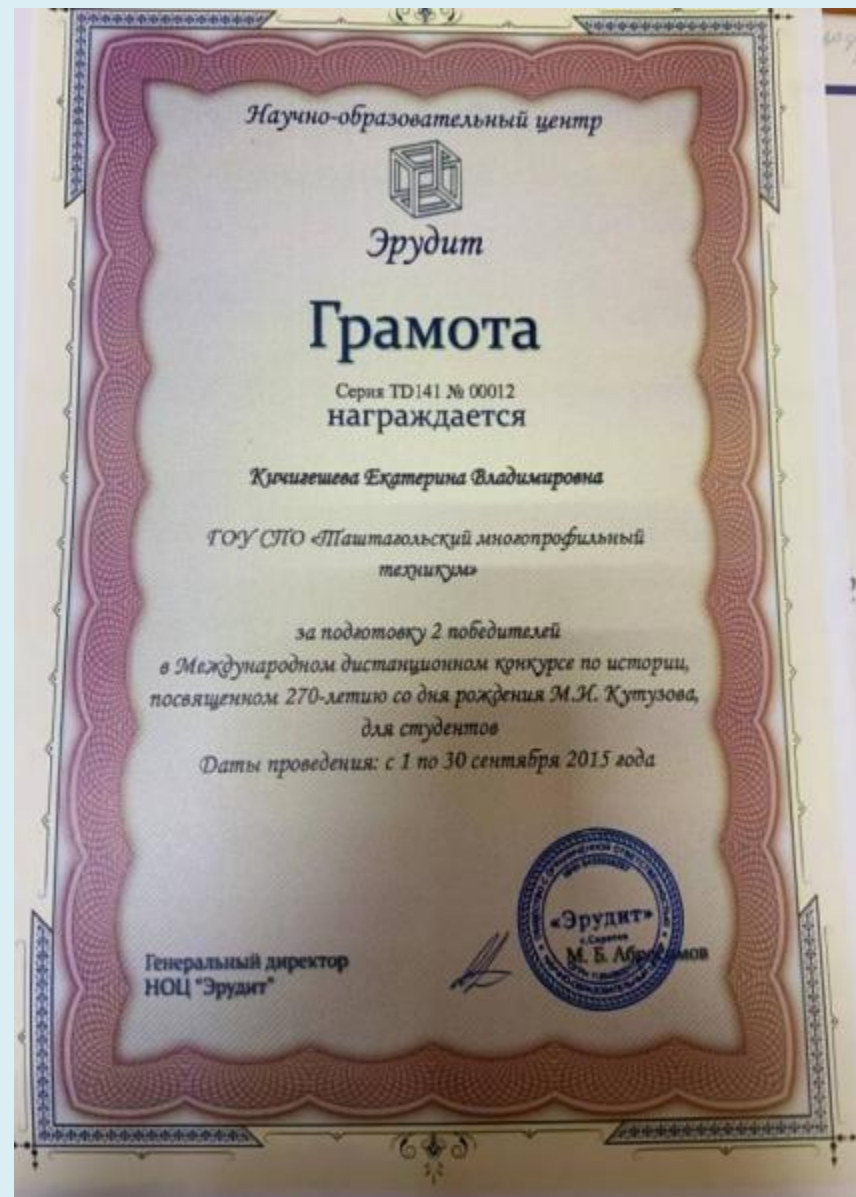 Научно-образовательный центр
Эрудит
Грамота
Серия TD141 № 00012
награждается
Кичигешева Екатерина Владимировна
ГОУ СПО «Таштагольский многопрофильный
техникум»
за подготовку 2 победителей
в Международном дистанционном конкурсе по истории,
посвященном 270-летию со дня рождения М.И. Кутузова,
для студентов
Даты проведения: с 1 по 30 сентября 2015 года
Генеральный директор
НОЦ "Эрудит"
«Эрудит»
г.Саратов
М. Б. Абросимов